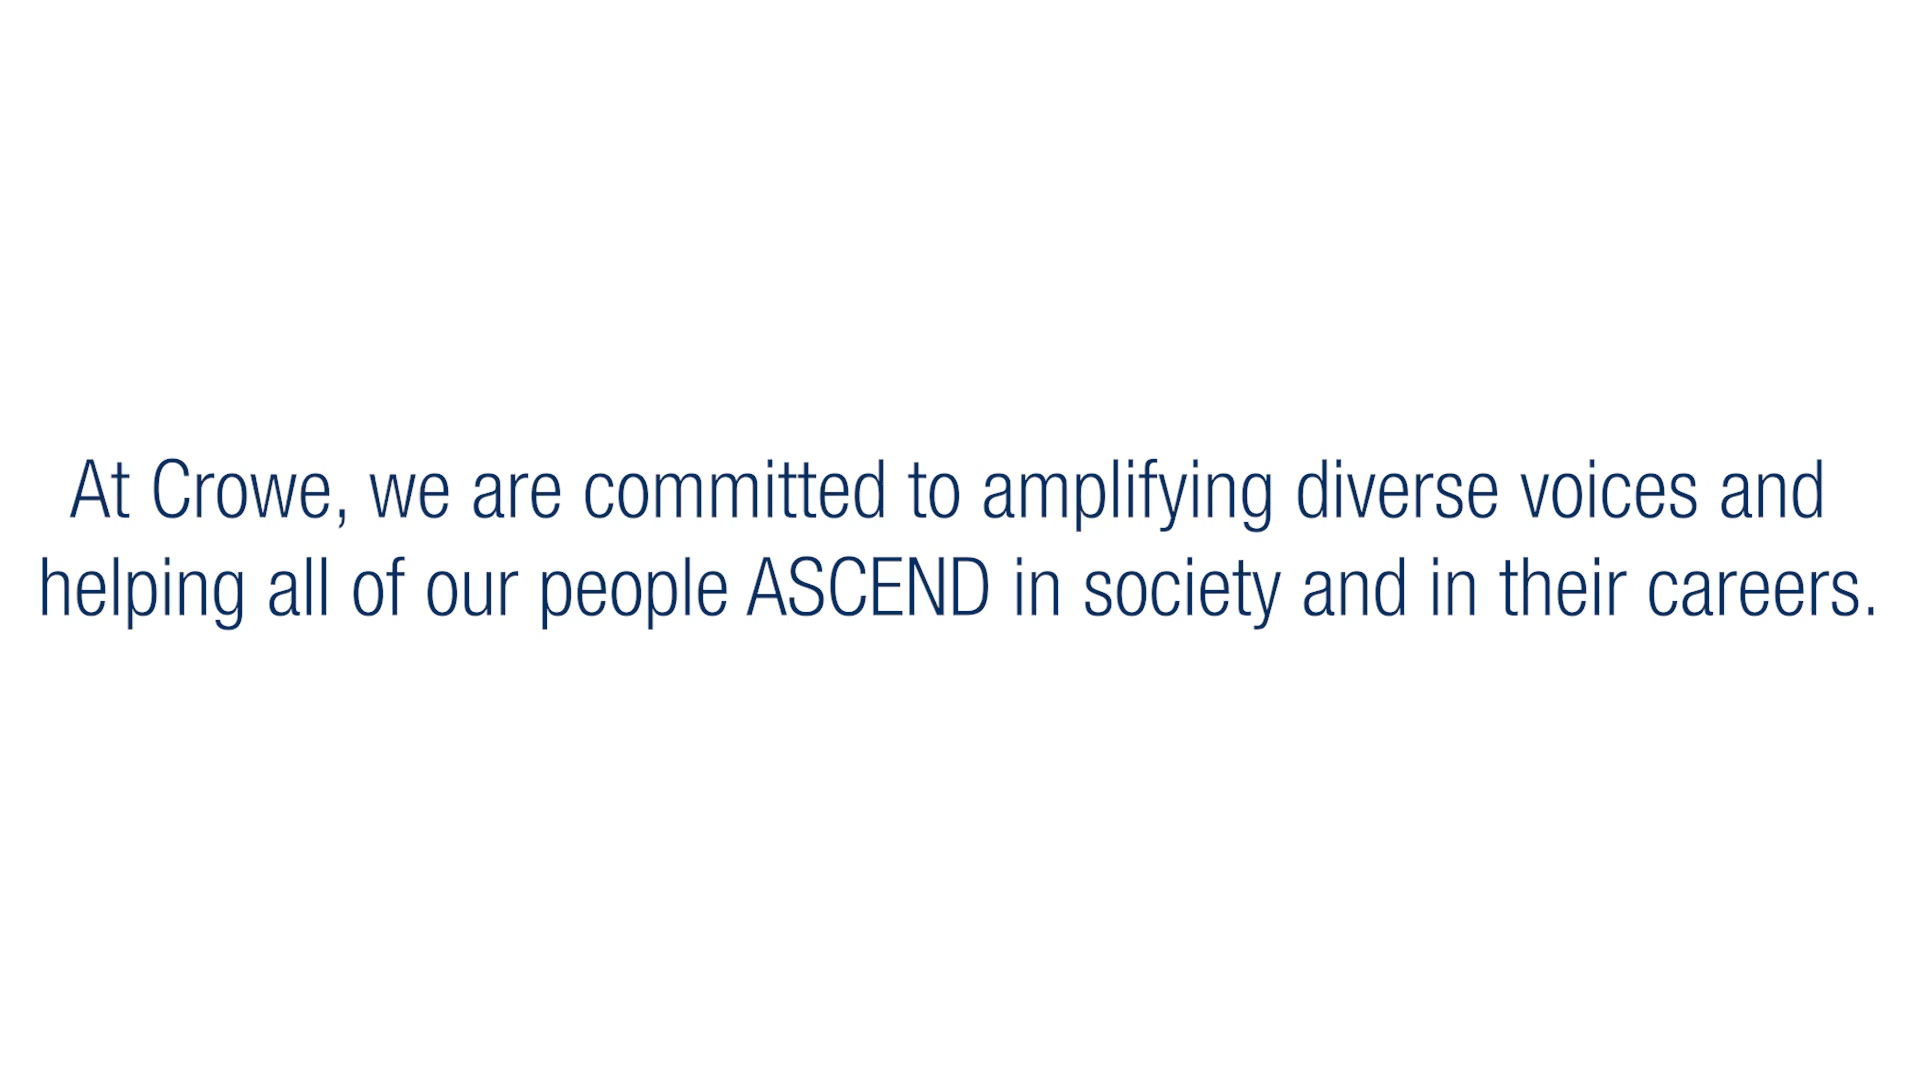 At Crowe, we are committed to amplifying diverse voices and
helping all of our people ASCEND in society and in their careers.